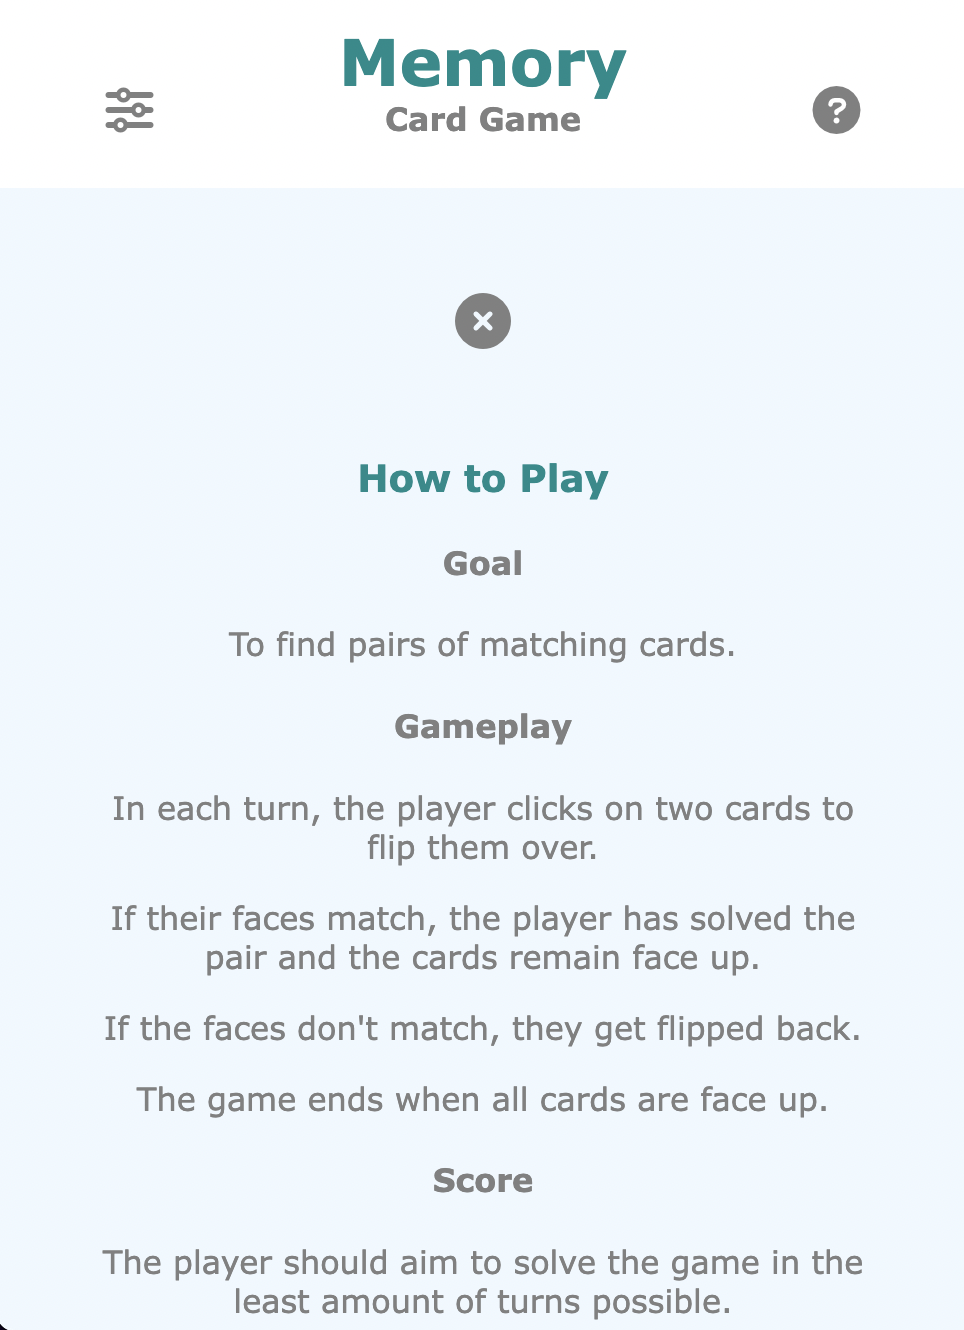 Memory
Card Game
?
How to Play
Goal
To find pairs of matching cards.
Gameplay
In each turn, the player clicks on two cards to
flip them over.
If their faces match, the player has solved the
pair and the cards remain face up.
If the faces don't match, they get flipped back.
The game ends when all cards are face up.
Score
The player should aim to solve the game in the
least amount of turns possible.